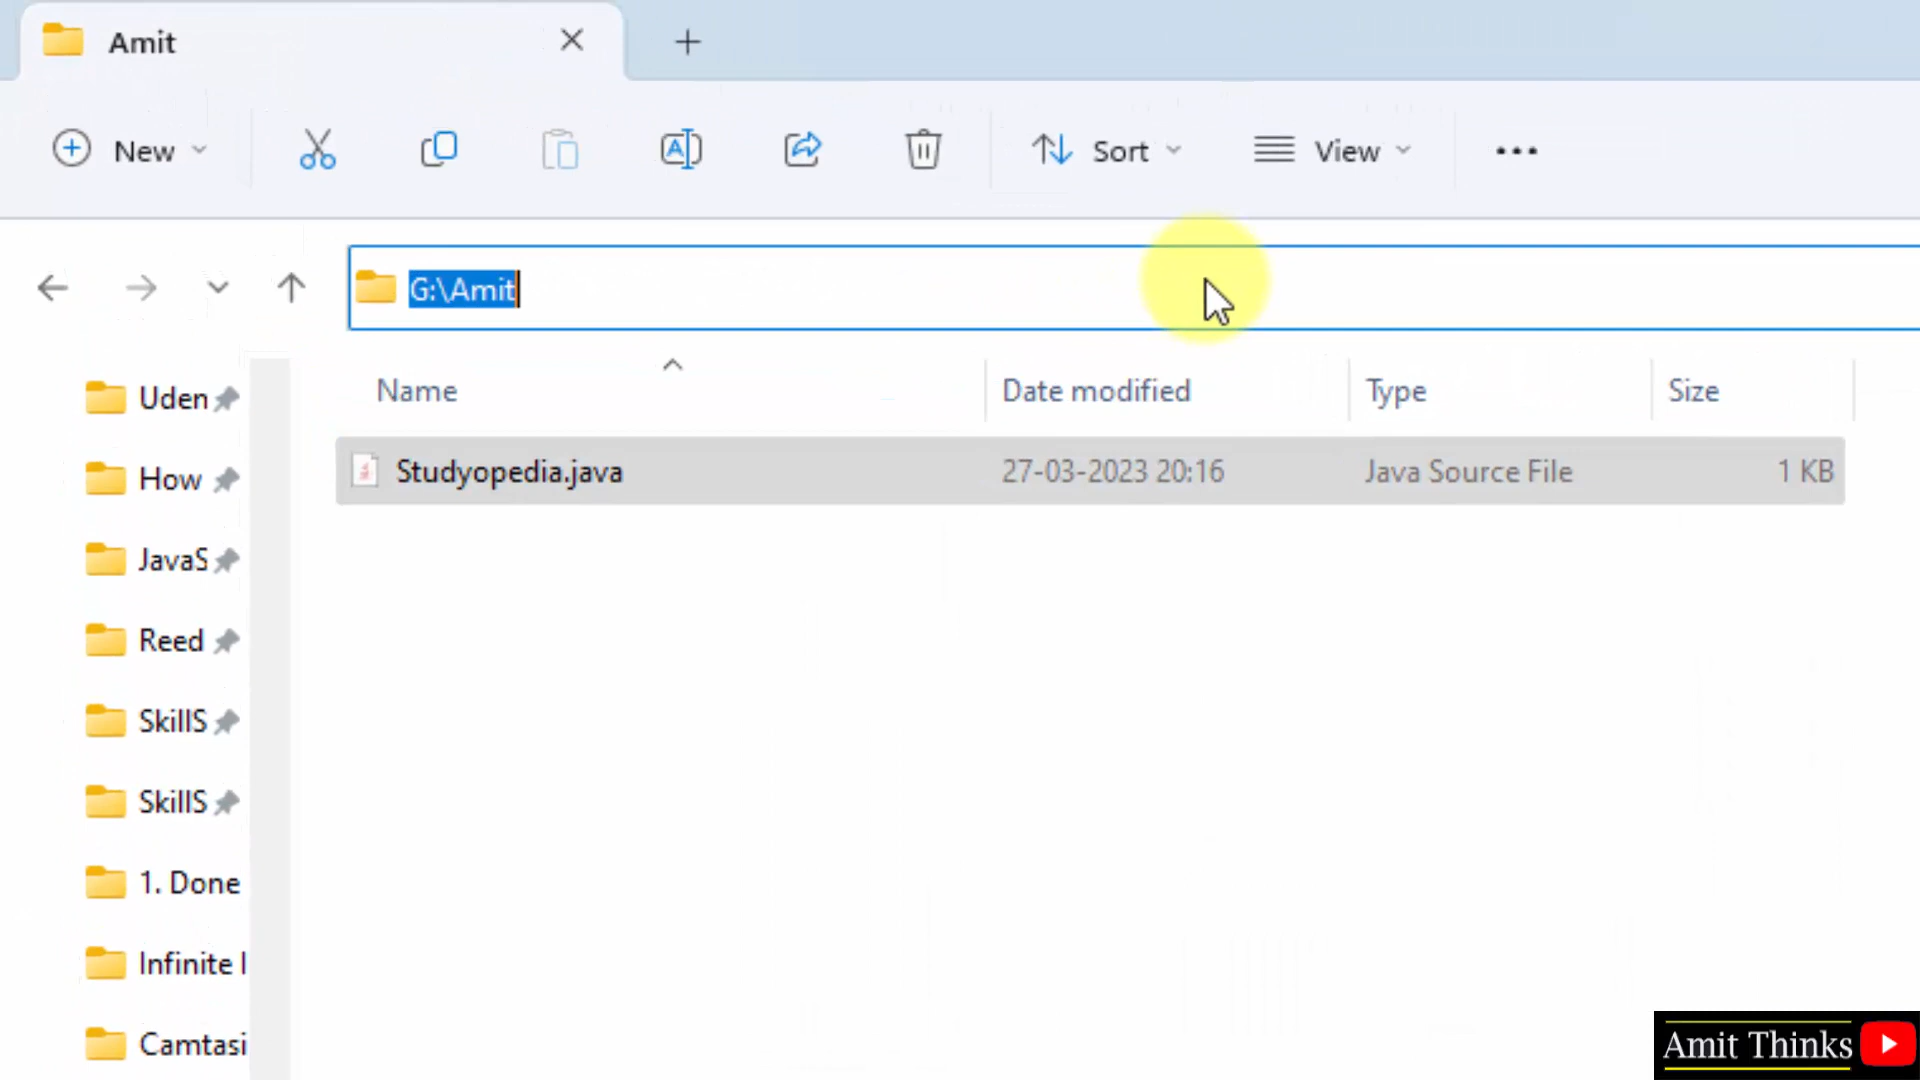 Amit
New
Sort
View
G:\Amit
Name
Date modified
Type
Size
Studyopedia.java
27-03-2023 20:16
Java Source File
1 KB
Uden
How
JavaS
Reed
SkillS
SkillS
1. Done
Infinite I
Camtasi
Amit Thinks